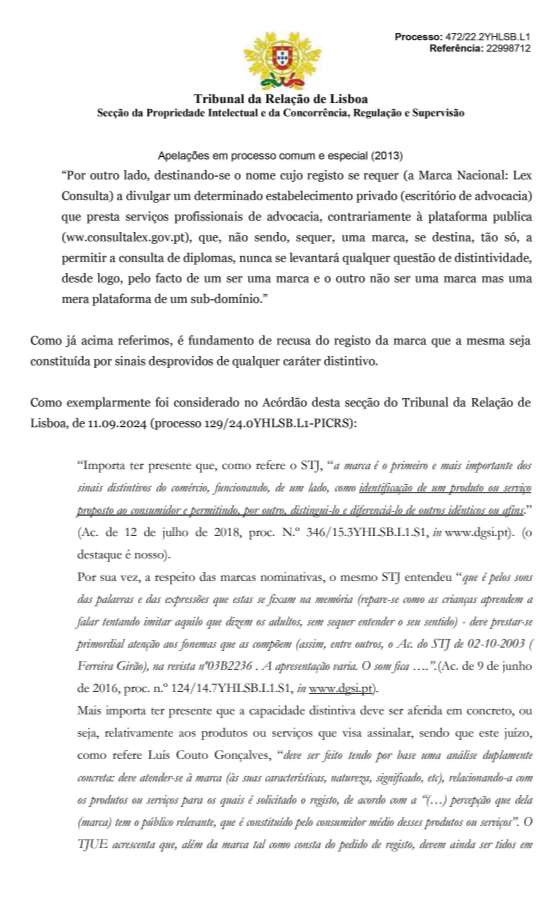 Processo: 472/22.2YHLSB.L1
Referência: 22998712
Tribunal da Relação de Lisboa
Secção da Propriedade Intelectual e da Concorrência, Regulação e Supervisão
Apelações em processo comum e especial (2013)
“Por outro lado, destinando-se o nome cujo registo se requer (a Marca Nacional: Lex
Consulta) a divulgar um determinado estabelecimento privado (escritório de advocacia)
que presta serviços profissionais de advocacia, contrariamente à plataforma publica
(ww.consultalex.gov.pt), que, não sendo, sequer, uma marca, se destina, tão só, a
permitir a consulta de diplomas, nunca se levantará qualquer questão de distintividade,
desde logo, pelo facto de um ser uma marca e o outro não ser uma marca mas uma
mera plataforma de um sub-domínio.”
Como já acima referimos, é fundamento de recusa do registo da marca que a mesma seja
constituída por sinais desprovidos de qualquer caráter distintivo.
Como exemplarmente foi considerado no Acórdão desta secção do Tribunal da Relação de
Lisboa, de 11.09.2024 (processo 129/24.0YHLSB.L1-PICRS):
“Importa ter presente que, como refere o STJ, “a marca é o primeiro e mais importante dos
sinais distintivos do comércio, funcionando, de um lado, como identificação de um produto ou serviço
proposto ao consumidor e permitindo, por outro, distingui-lo e diferenciá-lo de outros idênticos ou afins.”
(Ac. de 12 de julho de 2018, proc. N.º 346/15.3YHLSB.L1.S1, in www.dgsi.pt). (o
destaque é nosso).
Por sua vez, a respeito das marcas nominativas, o mesmo STJ entendeu “que é pelos sons
das palavras e das expressões que estas se fixam na memória (repare-se como as crianças aprendem a
falar tentando imitar aquilo que dizem os adultos, sem sequer entender o seu sentido) - deve prestar-se
primordial atenção aos fonemas que as compõem (assim, entre outros, o Ac. do STJ de 02-10-2003 (
Ferreira Girão), na revista nº03B2236 . A apresentação varia. O som fica ….”.(Ac. de 9 de junho
de 2016, proc. n.º 124/14.7YHLSB.L1.S1, in www.dgsi.pt).
Mais importa ter presente que a capacidade distintiva deve ser aferida em concreto, ou
seja, relativamente aos produtos ou serviços que visa assinalar, sendo que este juízo,
como refere Luís Couto Gonçalves, “deve ser feito tendo por base uma análise duplamente
concreta: deve atender-se à marca (às suas características, natureza, significado, etc), relacionando-a com
os produtos ou serviços para os quais é solicitado o registo, de acordo com a “(…) percepção que dela
(marca) tem o público relevante, que é constituído pelo consumidor médio desses produtos ou serviços”. O
TJUE acrescenta que, além da marca tal como consta do pedido de registo, devem ainda ser tidos em